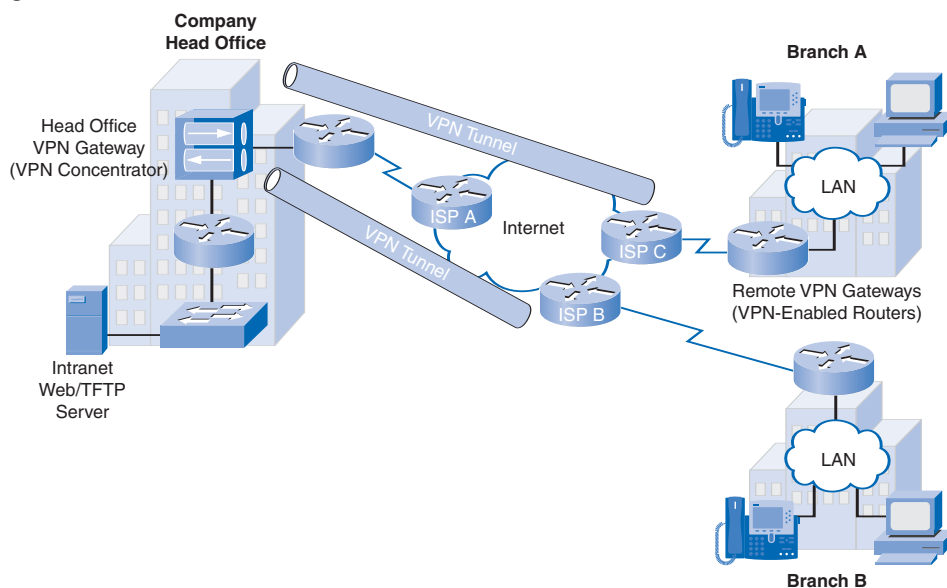 Company
Head Office
Branch A
Head Office
VPN Gateway
(VPN Concentrator)
VPN Tunnel
LAN
ISP A
Internet
VPN Tunnel
ISP C
ISP B
Remote VPN Gateways
(VPN-Enabled Routers)
Intranet
Web/TFTP
Server
LAN
Branch B